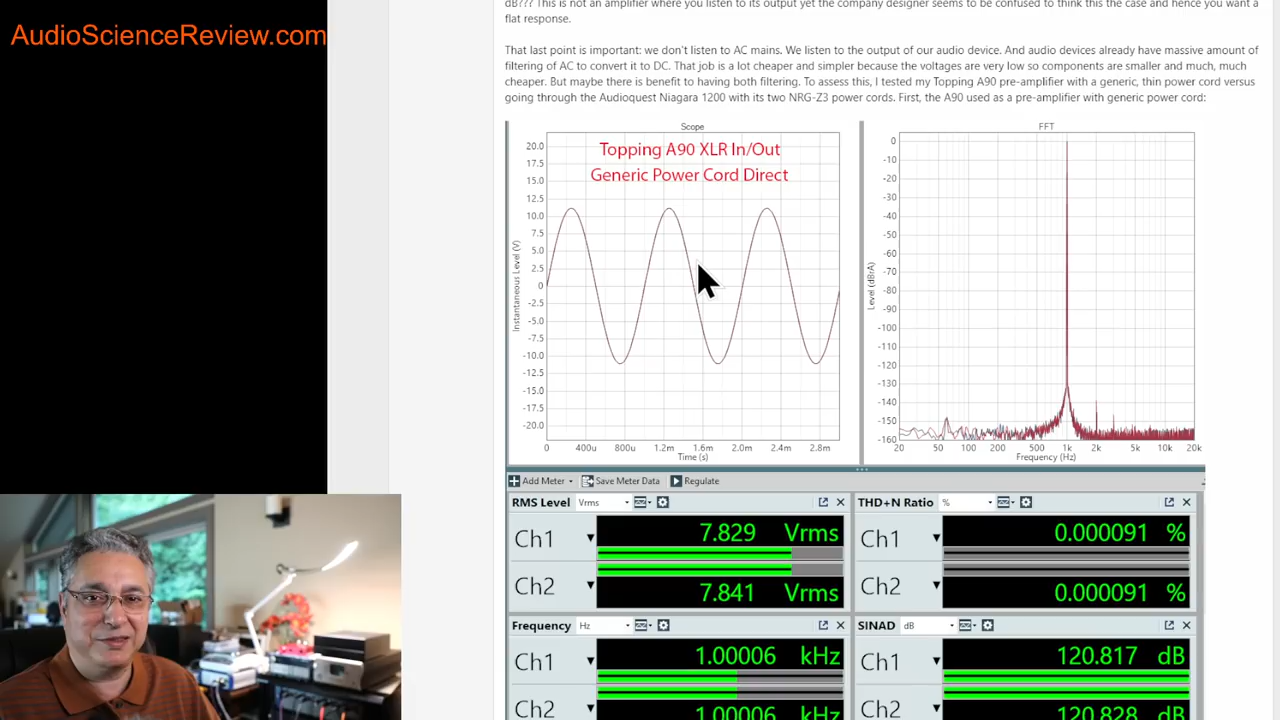 AudioScienceReview.com
dB??? This is not an amplifier where you listen to its output yet the company designer seems to be confused to think this the case and hence you want a
flat response.
That last point is important: we don't listen to AC mains. We listen to the output of our audio device. And audio devices already have massive amount of
filtering of AC to convert it to DC. That job is a lot cheaper and simpler because the voltages are very low so components are smaller and much, much
cheaper. But maybe there is benefit to having both filtering. To assess this, I tested my Topping A90 pre-amplifier with a generic, thin power cord versus
going through the Audioquest Niagara 1200 with its two NRG-Z3 power cords. First, the A90 used as a pre-amplifier with generic power cord:
Scope
Topping A90 XLR In/Out
Generic Power Cord Direct
Instantaneous Level (V)
20.0
17.5
15.0
12.5
10.0
7.5
5.0
2.5
0
-2.5
-5.0
-7.5
-10.0
-12.5
-15.0
-17.5
-20.0
0 400u 800u 1.2m 1.6m 2.0m 2.4m 2.8m
Time (s)
FFT
Level (dBrA)
0
-10
-20
-30
-40
-50
-60
-70
-80
-90
-100
-110
-120
-130
-140
-150
-160
20 50 100 200 500 1k 2k 5k 10k 20k
Frequency (Hz)
Add Meter Save Meter Data Regulate
RMS Level Vrms
Ch1 7.829 Vrms
Ch2 7.841 Vrms
THD+N Ratio %
Ch1 0.000091 %
Ch2 0.000091 %
Frequency Hz
Ch1 1.00006 kHz
Ch2 1.00006 kHz
SINAD dB
Ch1 120.817 dB
Ch2 120.828 dB